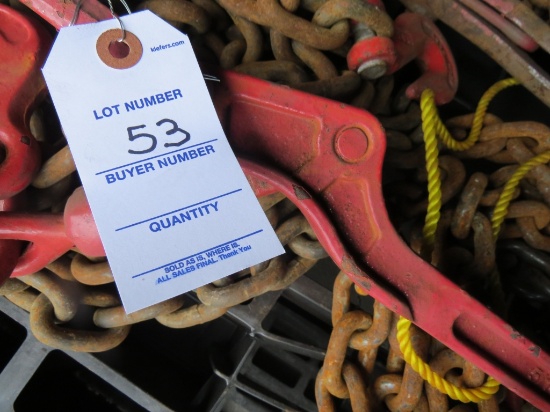 kiefers.com
LOT NUMBER
53
BUYER NUMBER
QUANTITY
SOLD AS IS, WHERE IS,
ALL SALES FINAL. Thank You